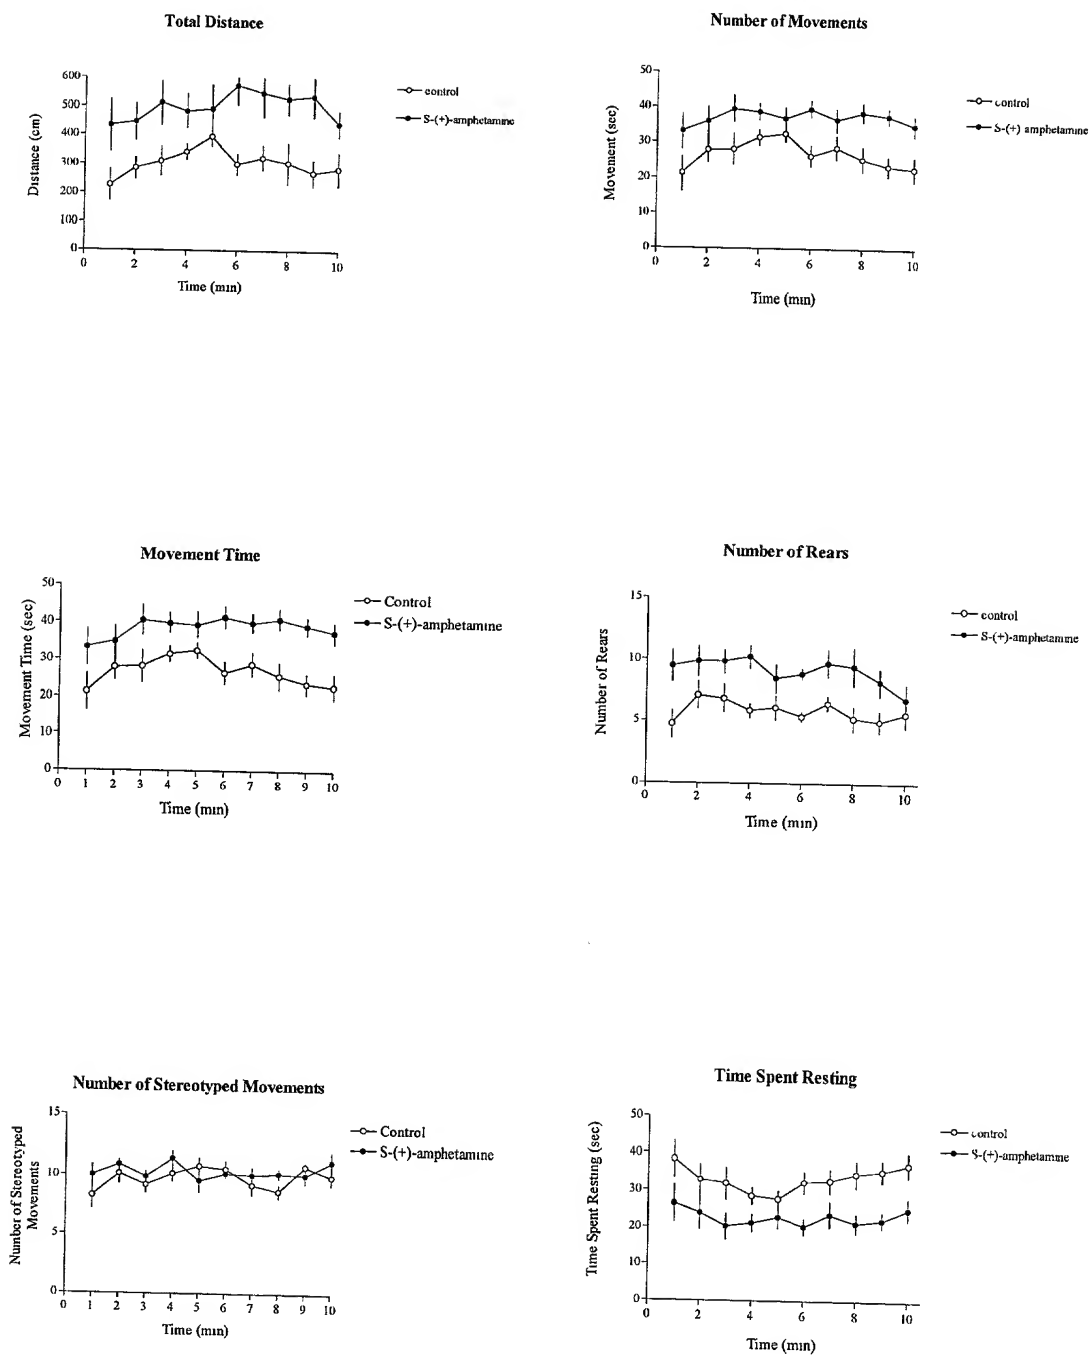 Total Distance
600
500
400
300
200
100
0
Distance (cm)
0 2 4 6 8 10
Time (min)
control
S-(+)-amphetamine
Number of Movements
50
40
30
20
10
0
Movement (sec)
0 2 4 6 8 10
Time (min)
control
S-(+) amphetamine
Movement Time
50
40
30
20
10
0
Movement Time (sec)
0 1 2 3 4 5 6 7 8 9 10
Time (min)
Control
S-(+)-amphetamine
Number of Rears
15
10
5
0
Number of Rears
0 2 4 6 8 10
Time (min)
control
S-(+)-amphetamine
Number of Stereotyped Movements
15
10
5
0
Number of Stereotyped
Movements
0 1 2 3 4 5 6 7 8 9 10
Time (min)
Control
S-(+)-amphetamine
Time Spent Resting
50
40
30
20
10
0
Time Spent Resting (sec)
0 2 4 6 8 10
Time (min)
control
S-(+)-amphetamine